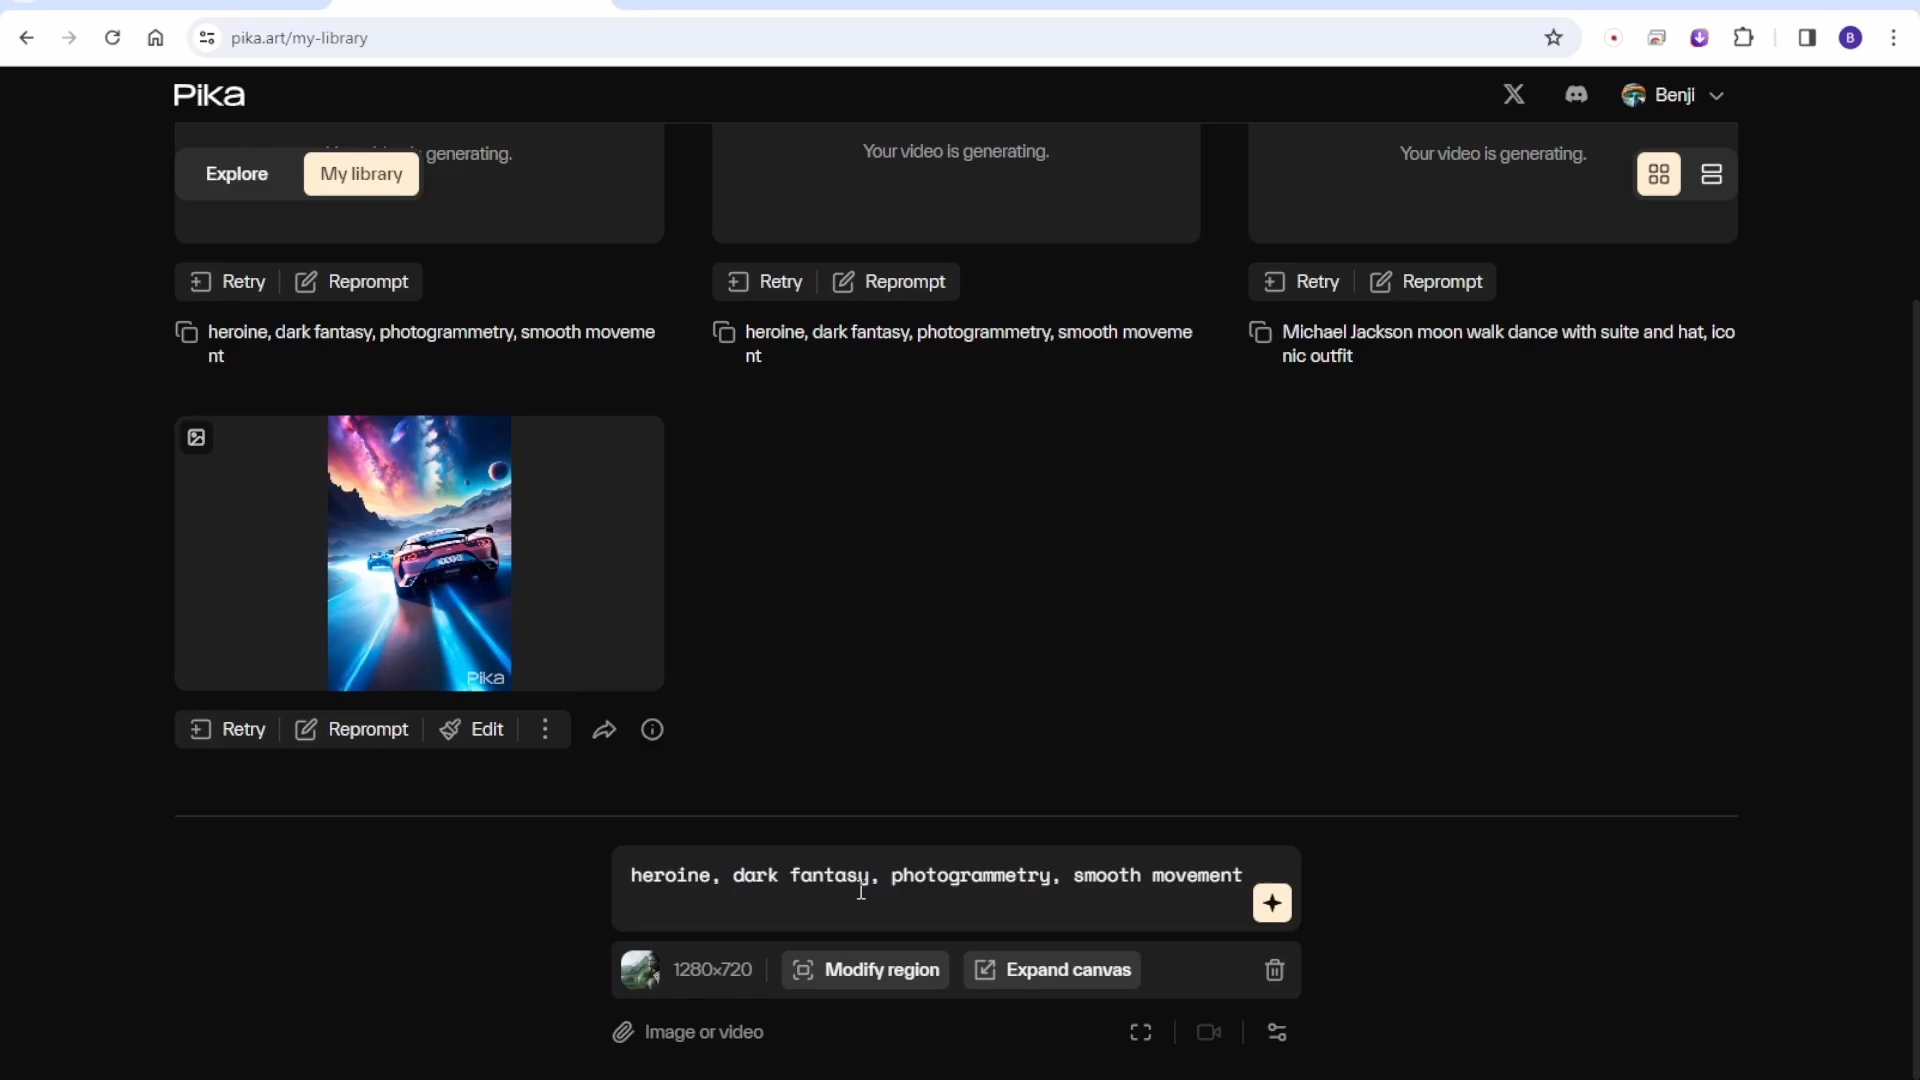 pika.art/my-library
B
Pika
Benji
generating.
Your video is generating.
Your video is generating.
Explore
My library
Retry
Reprompt
Retry
Reprompt
Retry
Reprompt
heroine, dark fantasy, photogrammetry, smooth moveme
nt
heroine, dark fantasy, photogrammetry, smooth moveme
nt
Michael Jackson moon walk dance with suite and hat, ico
nic outfit
Pika
Retry
Reprompt
Edit
heroine, dark fantasy, photogrammetry, smooth movement
1280×720
Modify region
Expand canvas
Image or video